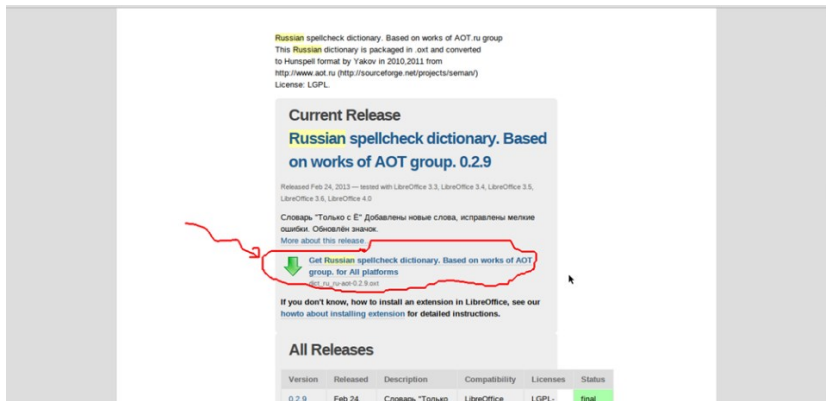 Russian spellcheck dictionary. Based on works of AOT.ru group
This Russian dictionary is packaged in .oxt and converted
to Hunspell format by Yakov in 2010,2011 from
http://www.aot.ru (http://sourceforge.net/projects/seman/)
License: LGPL.
Current Release
Russian spellcheck dictionary. Based
on works of AOT group. 0.2.9
Released Feb 24, 2013 — tested with LibreOffice 3.3, LibreOffice 3.4, LibreOffice 3.5,
LibreOffice 3.6, LibreOffice 4.0
Словарь "Только с Ё" Добавлены новые слова, исправлены мелкие
ошибки. Обновлён значок.
More about this release
Get Russian spellcheck dictionary. Based on works of AOT
group. for All platforms
dict_ru_ru-aot-0.2.9.oxt
If you don't know, how to install an extension in LibreOffice, see our
howto about installing extension for detailed instructions.
All Releases
Version Released Description Compatibility Licenses Status
0.2.9 Feb 24, Словарь "Только LibreOffice LGPL- final